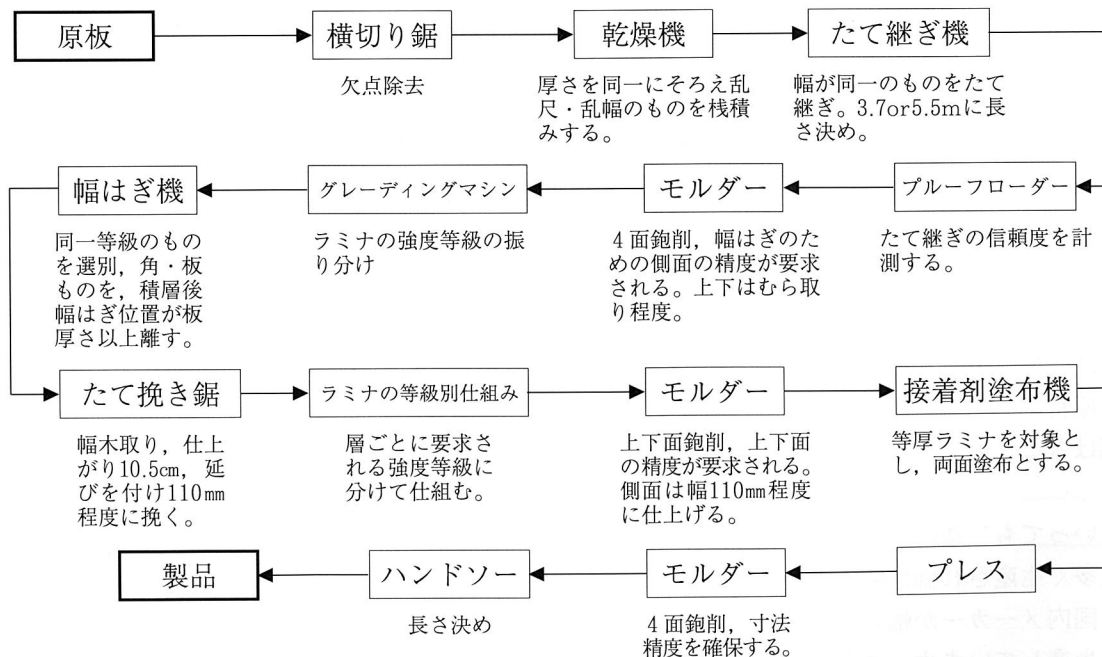 原板
横切り鋸
乾燥機
たて継ぎ機
欠点除去
厚さを同一にそろえ乱
尺・乱幅のものを桟積
みする。
幅が同一のものをたて
継ぎ。3.7or5.5mに長
さ決め。
幅はぎ機
グレーディングマシン
モルダー
プルーフローダー
同一等級のもの
を選別，角・板
ものを，積層後
幅はぎ位置が板
厚さ以上離す。
ラミナの強度等級の振
り分け
4面鉋削，幅はぎのた
めの側面の精度が要求
される。上下はむら取
り程度。
たて継ぎの信頼度を計
測する。
たて挽き鋸
ラミナの等級別仕組み
モルダー
接着剤塗布機
幅木取り，仕上
がり10.5cm，延
びを付け110mm
程度に挽く。
層ごとに要求さ
れる強度等級に
分けて仕組む。
上下面鉋削，上下面
の精度が要求される。
側面は幅110mm程度
に仕上げる。
等厚ラミナを対象と
し，両面塗布とする。
製品
ハンドソー
モルダー
プレス
長さ決め
4面鉋削，寸法
精度を確保する。